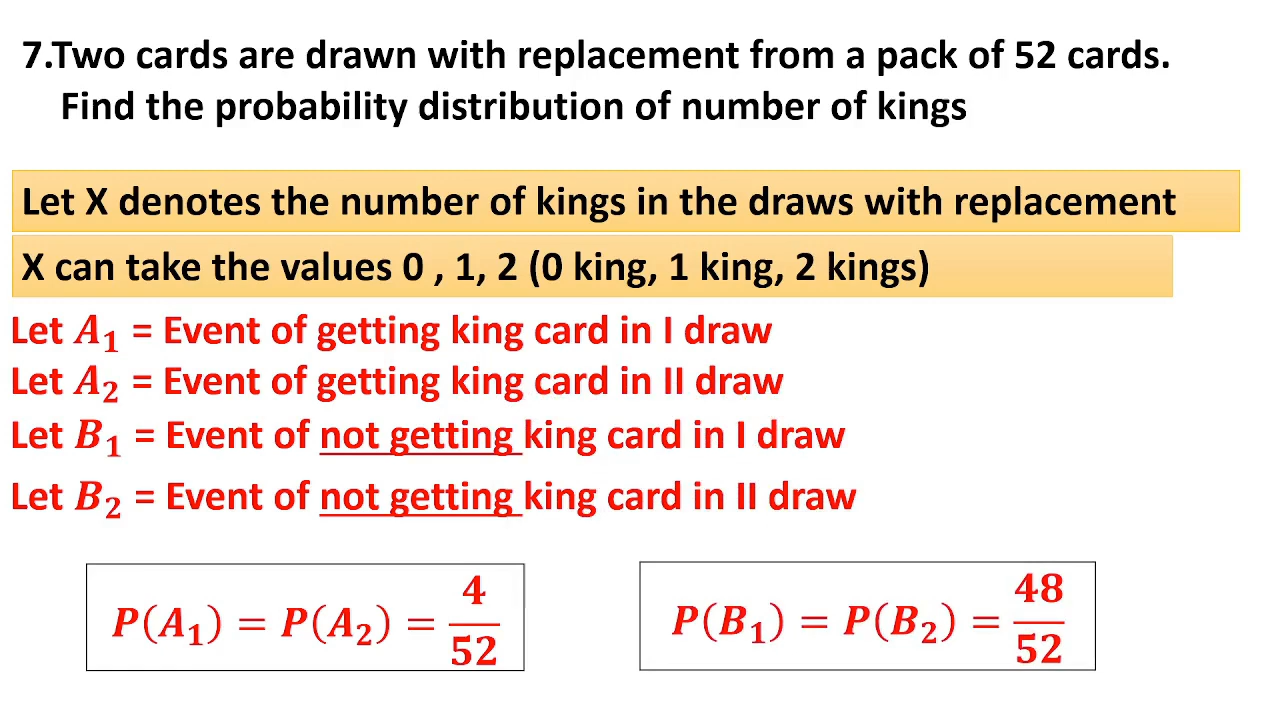 7.Two cards are drawn with replacement from a pack of 52 cards.
Find the probability distribution of number of kings
Let X denotes the number of kings in the draws with replacement
X can take the values 0 , 1, 2 (0 king, 1 king, 2 kings)
Let A₁ = Event of getting king card in I draw
Let A₂ = Event of getting king card in II draw
Let B₁ = Event of not getting king card in I draw
Let B₂ = Event of not getting king card in II draw
P(A₁) = P(A₂) = 4/52
P(B₁) = P(B₂) = 48/52